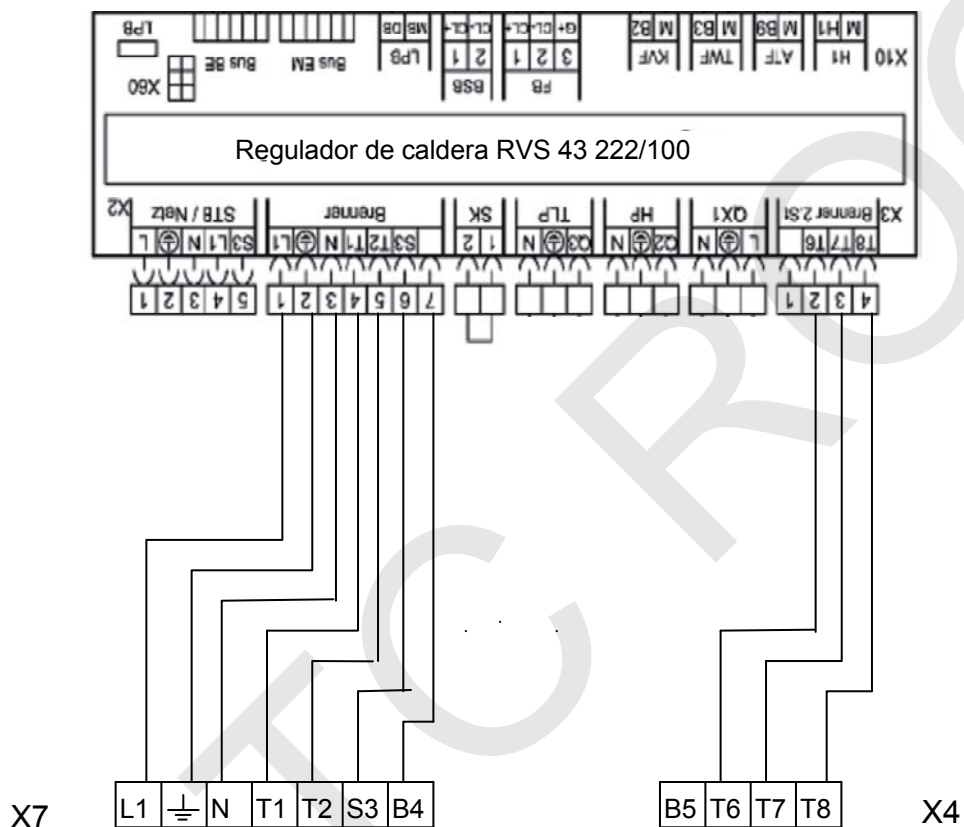 LPB
MB DB CL- CL+ G+ CL- CL+ M B2 M B3 M B9 M H1
Bus BE Bus EM LPB 1 2 1 2 3 KVF TWF ATF H1 X10
X60 BSB FB
Regulador de caldera RVS 43 222/100
X2 STB / Netz Brenner SK TLP HP QX1 Brenner 2.St X3
L N L1 S3 L1 N T1 T2 S3 2 1 N Q3 N Q2 N L T6 T7 T8
1 2 3 4 5 1 2 3 4 5 6 7 1 2 3 4
X7 L1 N T1 T2 S3 B4 B5 T6 T7 T8 X4
TC RO